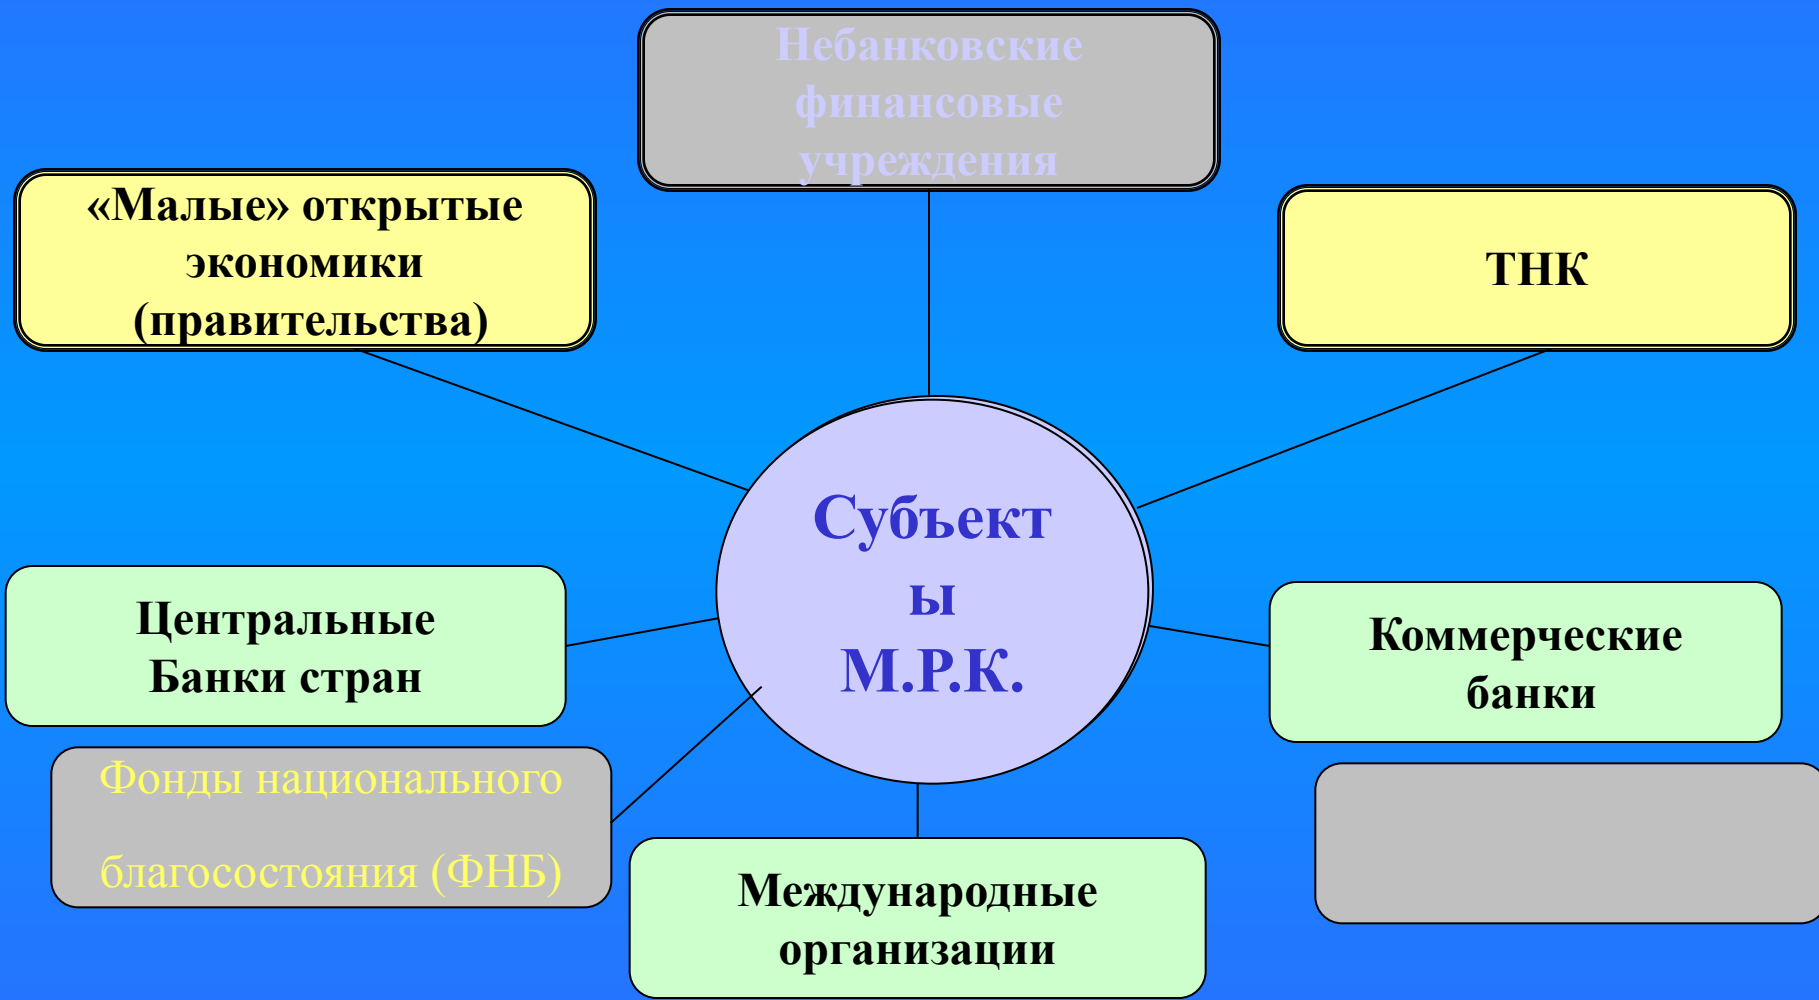 Небанковские
финансовые
учреждения
«Малые» открытые
экономики
(правительства)
ТНК
Субъект
ы
М.Р.К.
Центральные
Банки стран
Коммерческие
банки
Фонды национального
благосостояния (ФНБ)
Международные
организации